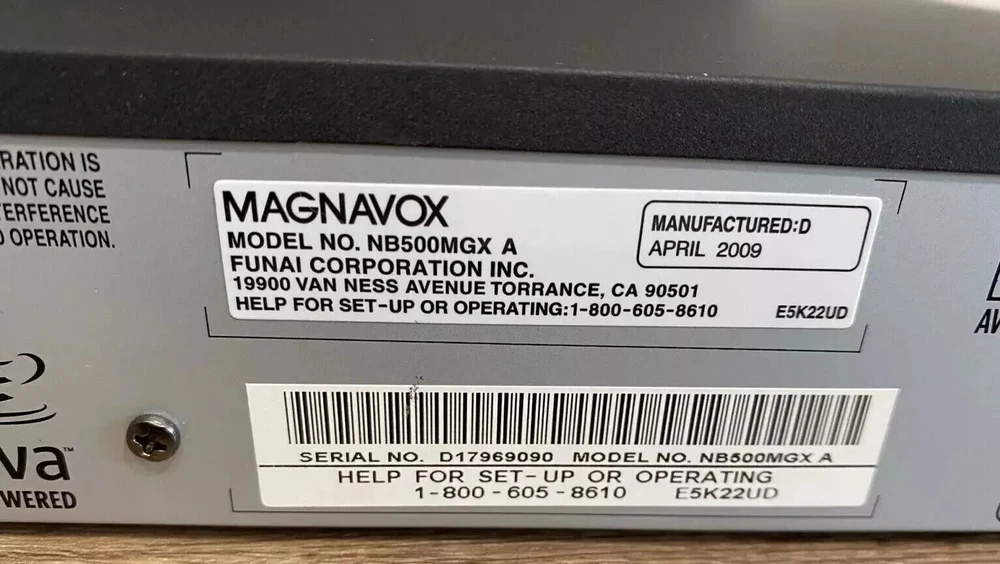 RATION IS
NOT CAUSE
ERFERENCE
OPERATION.
MAGNAVOX
MODEL NO. NB500MGX A
FUNAI CORPORATION INC.
19900 VAN NESS AVENUE TORRANCE, CA 90501
HELP FOR SET-UP OR OPERATING:1-800-605-8610
MANUFACTURED:D
APRIL 2009
E5K22UD
va™
WERED
SERIAL NO. D17969090 MODEL NO. NB500MGX A
HELP FOR SET-UP OR OPERATING
1-800-605-8610 E5K22UD